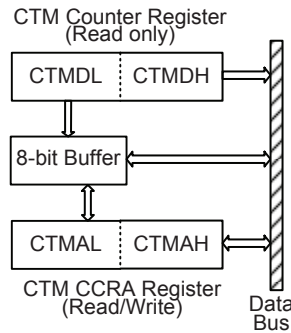 CTM Counter Register
(Read only)
CTMDL CTMDH
8-bit Buffer
CTMAL CTMAH
CTM CCRA Register
(Read/Write)
Data
Bus